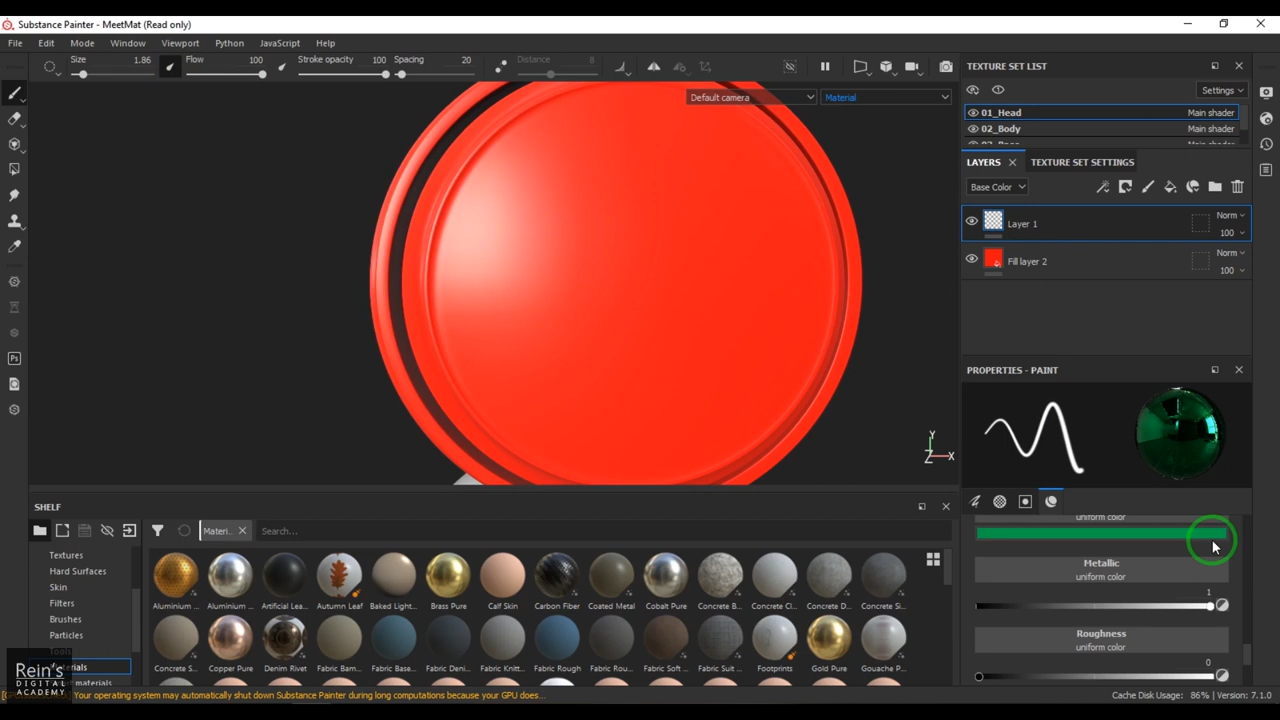 Substance Painter - MeetMat (Read only)
File Edit Mode Window Viewport Python JavaScript Help
Size 1.86 Flow 100 Stroke opacity 100 Spacing 20 Distance 8
Default camera Material
TEXTURE SET LIST
Settings
01_Head Main shader
02_Body Main shader
Main shader
LAYERS TEXTURE SET SETTINGS
Base Color
Layer 1 Norm 100
Fill layer 2 Norm 100
PROPERTIES - PAINT
uniform color
Metallic
uniform color
1
Roughness
uniform color
0
Y
Z X
SHELF
Materi... Search...
Textures
Hard Surfaces
Skin
Filters
Brushes
Particles
Tools
Aluminium ... Aluminium ... Artificial Lea... Autumn Leaf Baked Light... Brass Pure Calf Skin Carbon Fiber Coated Metal Cobalt Pure Concrete B... Concrete Cl... Concrete D... Concrete Si...
Concrete S... Copper Pure Denim Rivet Fabric Bam... Fabric Base... Fabric Deni... Fabric Knitt... Fabric Rough Fabric Rou... Fabric Soft ... Fabric Suit ... Footprints Gold Pure Gouache P...
Rein's
DIGITAL
ACADEMY
Your operating system may automatically shut down Substance Painter during long computations because your GPU does...
Cache Disk Usage: 86% | Version: 7.1.0
Ps